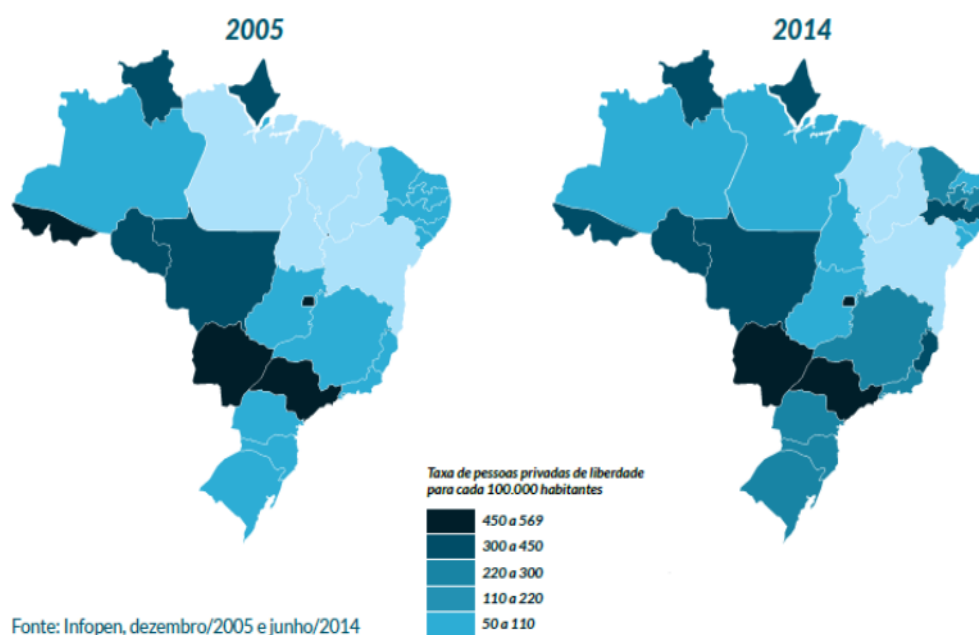 2005
2014
Taxa de pessoas privadas de liberdade
para cada 100.000 habitantes
450 a 569
300 a 450
220 a 300
110 a 220
50 a 110
Fonte: Infopen, dezembro/2005 e junho/2014